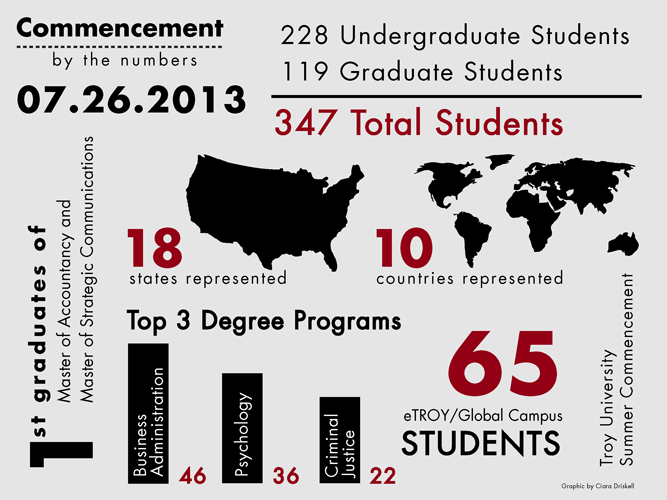 Commencement
by the numbers
07.26.2013
228 Undergraduate Students
119 Graduate Students
347 Total Students
1st graduates of
Master of Accountancy and
Master of Strategic Communications
18
states represented
10
countries represented
Top 3 Degree Programs
Business
Administration
46
Psychology
36
Criminal
Justice
22
65
eTROY/Global Campus
STUDENTS
Troy University
Summer Commencement
Graphic by Ciara Driskell